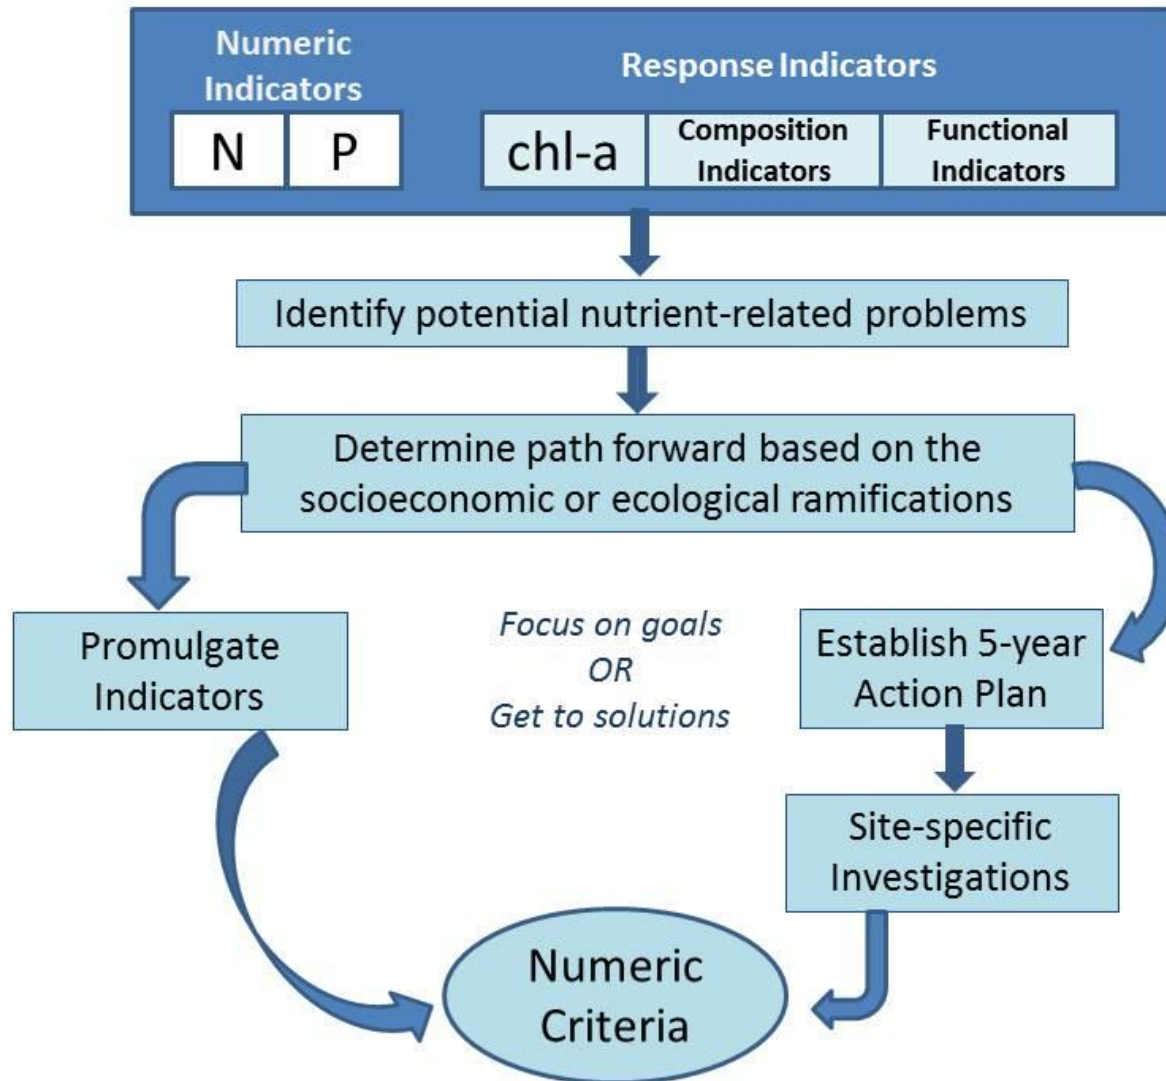 Numeric
Indicators
Response Indicators
N
P
chl-a
Composition
Indicators
Functional
Indicators
Identify potential nutrient-related problems
Determine path forward based on the
socioeconomic or ecological ramifications
Promulgate
Indicators
Focus on goals
OR
Get to solutions
Establish 5-year
Action Plan
Site-specific
Investigations
Numeric
Criteria